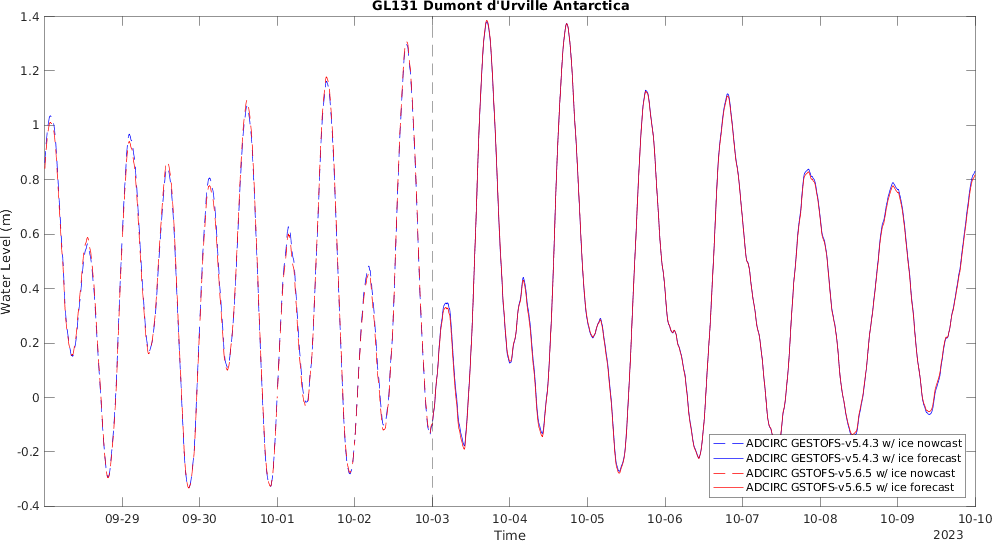 GL131 Dumont d'Urville Antarctica
1.4
1.2
1
0.8
0.6
0.4
0.2
0
-0.2
-0.4
Water Level (m)
ADCIRC GESTOFS-v5.4.3 w/ ice nowcast
ADCIRC GESTOFS-v5.4.3 w/ ice forecast
ADCIRC GSTOFS-v5.6.5 w/ ice nowcast
ADCIRC GSTOFS-v5.6.5 w/ ice forecast
09-29 09-30 10-01 10-02 10-03 10-04 10-05 10-06 10-07 10-08 10-09 10-10
Time
2023